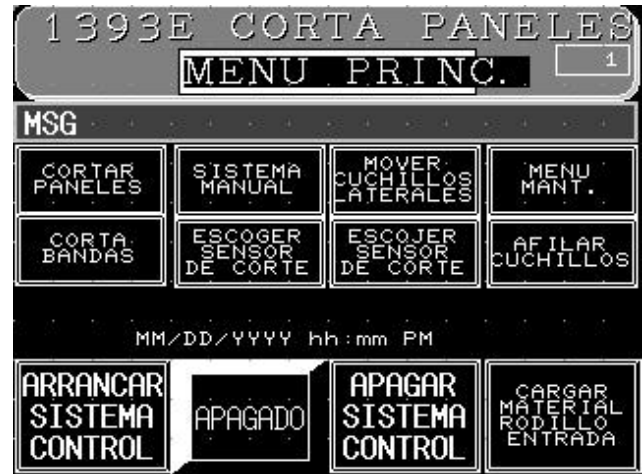 1393E CORTA PANELES
MENU PRINC.
1
MSG
CORTAR
PANELES
SISTEMA
MANUAL
MOVER
CUCHILLOS
LATERALES
MENU
MANT.
CORTA
BANDAS
ESCOGER
SENSOR
DE CORTE
ESCOJER
SENSOR
DE CORTE
AFILAR
CUCHILLOS
MM/DD/YYYY hh:mm PM
ARRANCAR
SISTEMA
CONTROL
APAGADO
APAGAR
SISTEMA
CONTROL
CARGAR
MATERIAL
RODILLO
ENTRADA